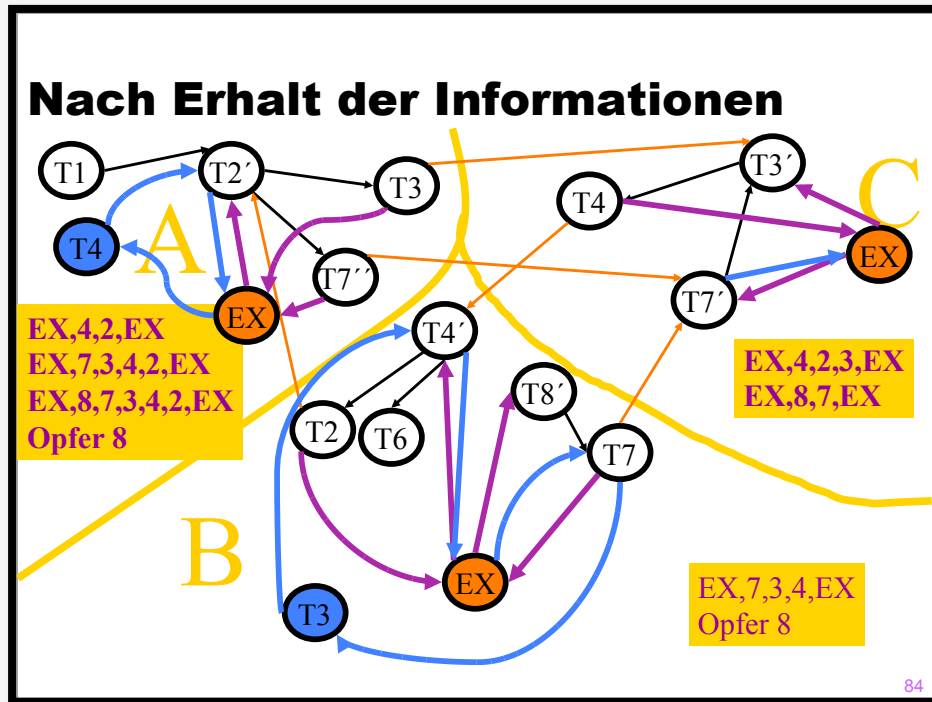 Nach Erhalt der Informationen
T1
T2´
T3
T3´
T4
C
T4
A
EX
T7´´
T7´
EX
T4´
EX,4,2,EX
EX,7,3,4,2,EX
EX,8,7,3,4,2,EX
Opfer 8
EX,4,2,3,EX
EX,8,7,EX
T8´
T2
T6
T7
B
EX
T3
EX,7,3,4,EX
Opfer 8
84